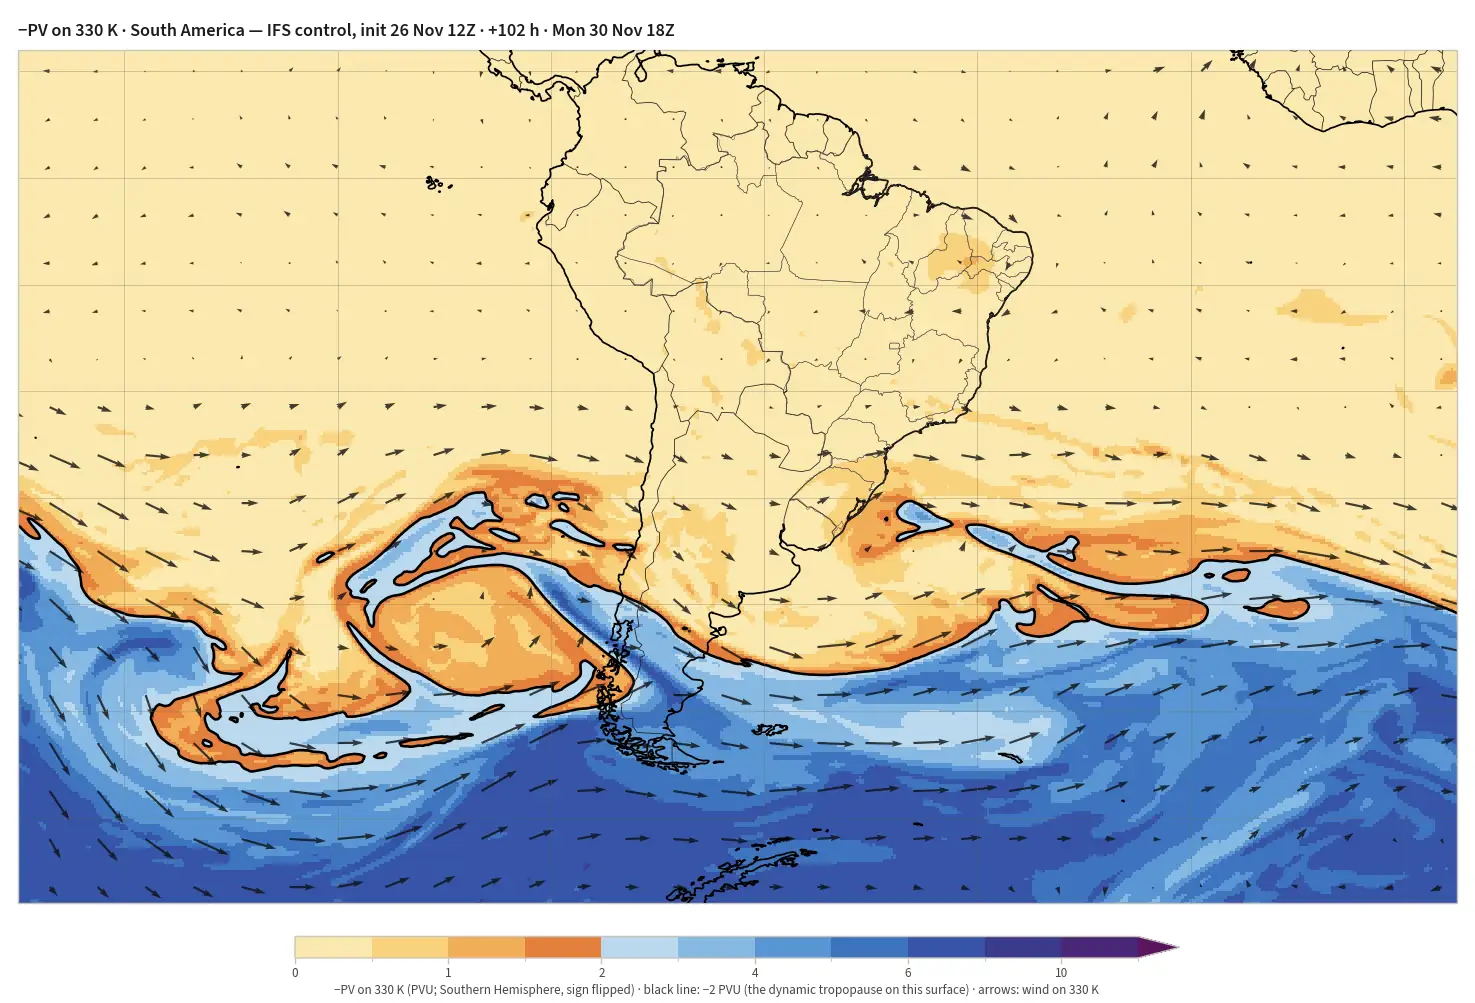 −PV on 330 K · South America — IFS control, init 26 Nov 12Z · +102 h · Mon 30 Nov 18Z
0 1 2 4 6 10
−PV on 330 K (PVU; Southern Hemisphere, sign flipped) · black line: −2 PVU (the dynamic tropopause on this surface) · arrows: wind on 330 K